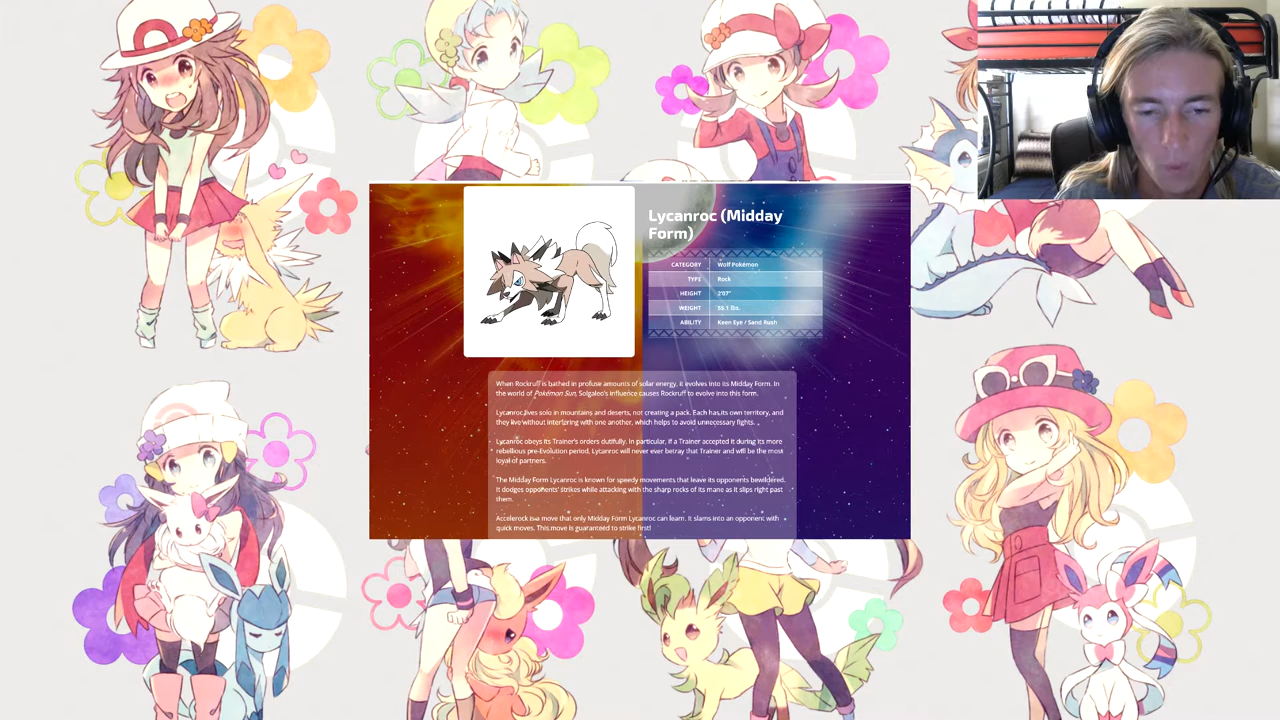 Lycanroc (Midday
Form)
CATEGORY Wolf Pokémon
TYPE Rock
HEIGHT 2'07"
WEIGHT 55.1 lbs.
ABILITY Keen Eye / Sand Rush
When Rockruff is bathed in profuse amounts of solar energy, it evolves into its Midday Form. In
the world of Pokémon Sun, Solgaleo's influence causes Rockruff to evolve into this form.
Lycanroc lives solo in mountains and deserts, not creating a pack. Each has its own territory, and
they live without interfering with one another, which helps to avoid unnecessary fights.
Lycanroc obeys its Trainer's orders dutifully. In particular, if a Trainer accepted it during its more
rebellious pre-Evolution period, Lycanroc will never ever betray that Trainer and will be the most
loyal of partners.
The Midday Form Lycanroc is known for speedy movements that leave its opponents bewildered.
It dodges opponents' strikes while attacking with the sharp rocks of its mane as it slips right past
them.
Accelerock is a move that only Midday Form Lycanroc can learn. It slams into an opponent with
quick moves. This move is guaranteed to strike first!